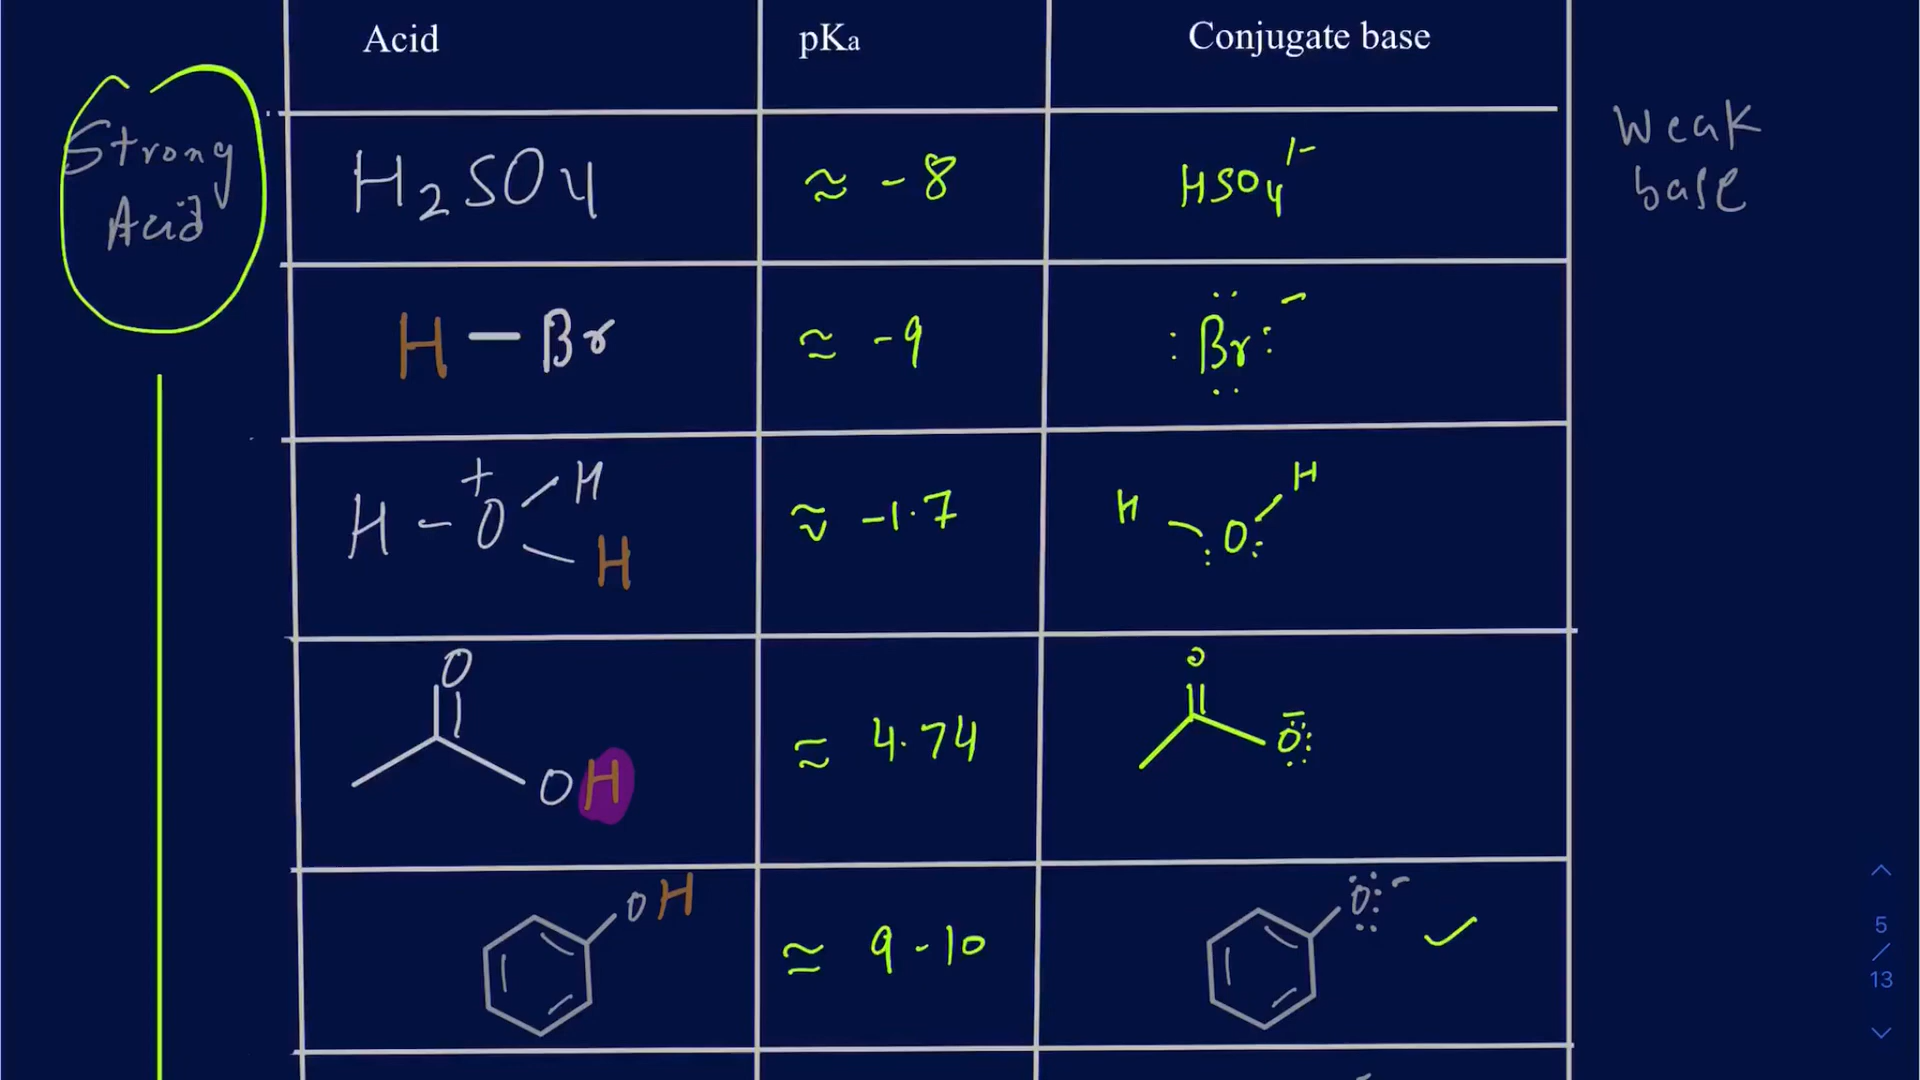 Acid pKa Conjugate base
Strong
Acid
H2SO4 ≈ -8 HSO4 1-
Weak
base
H — Br ≈ -9 :Br: -
H - O + H H ≈ -1.7 H O H
O
OH ≈ 4.74 O
O -
OH ≈ 9-10 O - ✓
5
/
13